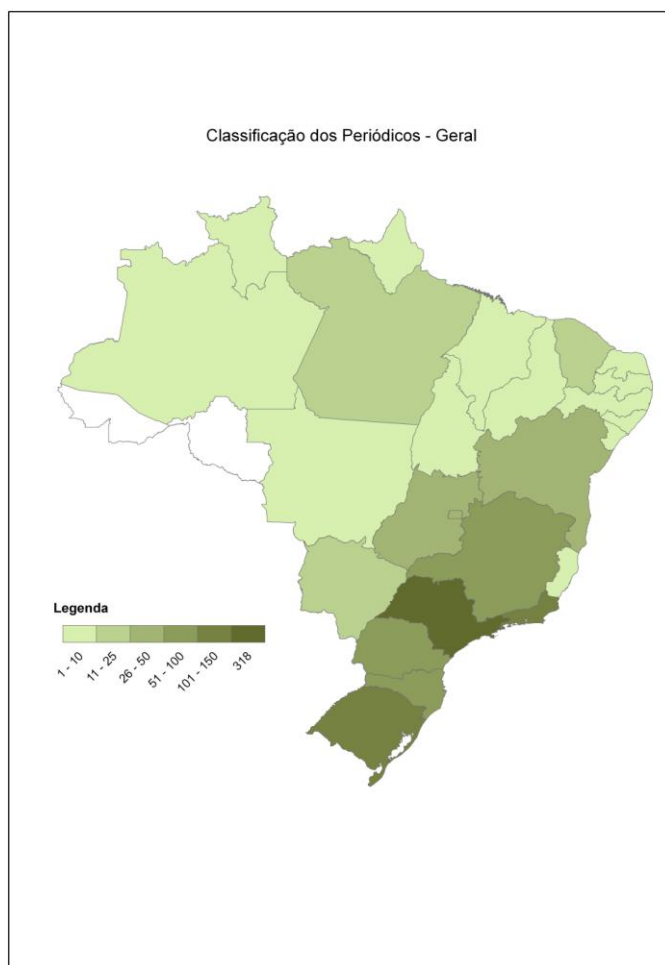 Classificação dos Periódicos - Geral
Legenda
1 - 10
11 - 25
26 - 50
51 - 100
101 - 150
318